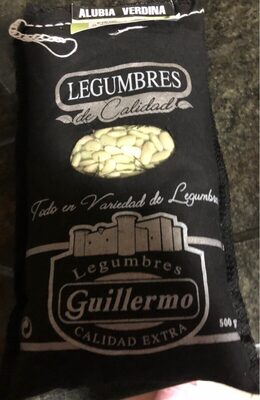 ALUBIA VERDINA
LEGUMBRES
de Calidad
Todo en Variedad de Legumbres
Legumbres
Guillermo
CALIDAD EXTRA
500 g